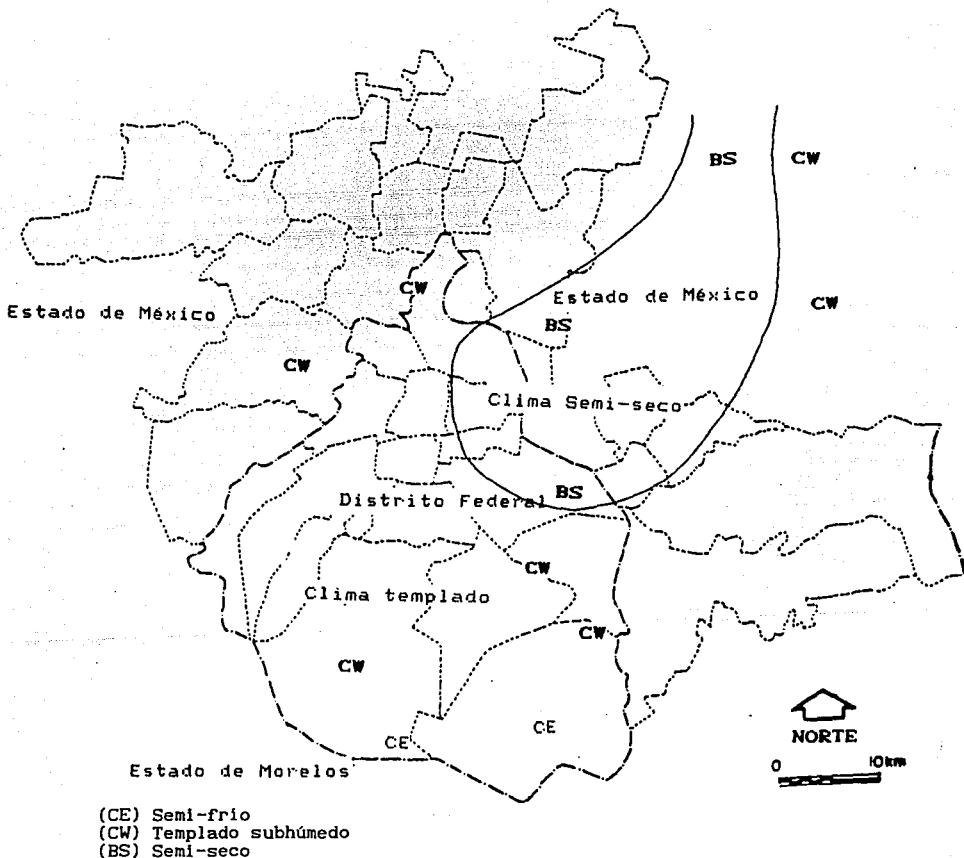 BS
CW
CW
Estado de México
CW
Estado de México
BS
CW
Clima Semi-seco
BS
Distrito Federal
CW
Clima templado
CW
CW
CE
CE
NORTE
0 10km
Estado de Morelos
(CE) Semi-frío
(CW) Templado subhúmedo
(BS) Semi-seco